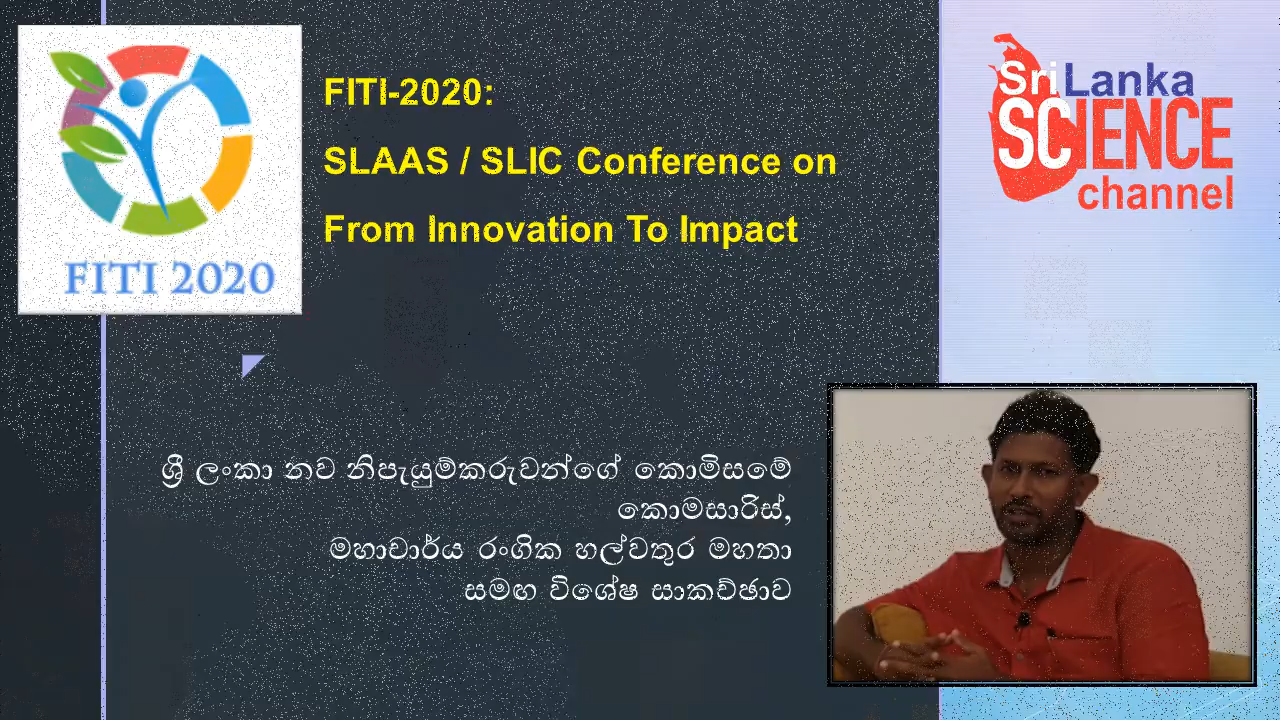 FITI 2020
FITI-2020:
SLAAS / SLIC Conference on
From Innovation To Impact
Sri Lanka
SCIENCE
channel
ශ්‍රී ලංකා නව නිපැයුම්කරුවන්ගේ කොමිසමේ
කොමසාරිස්,
මහාචාර්ය රංගික හල්වතුර මහතා
සමඟ විශේෂ සාකච්ඡාව